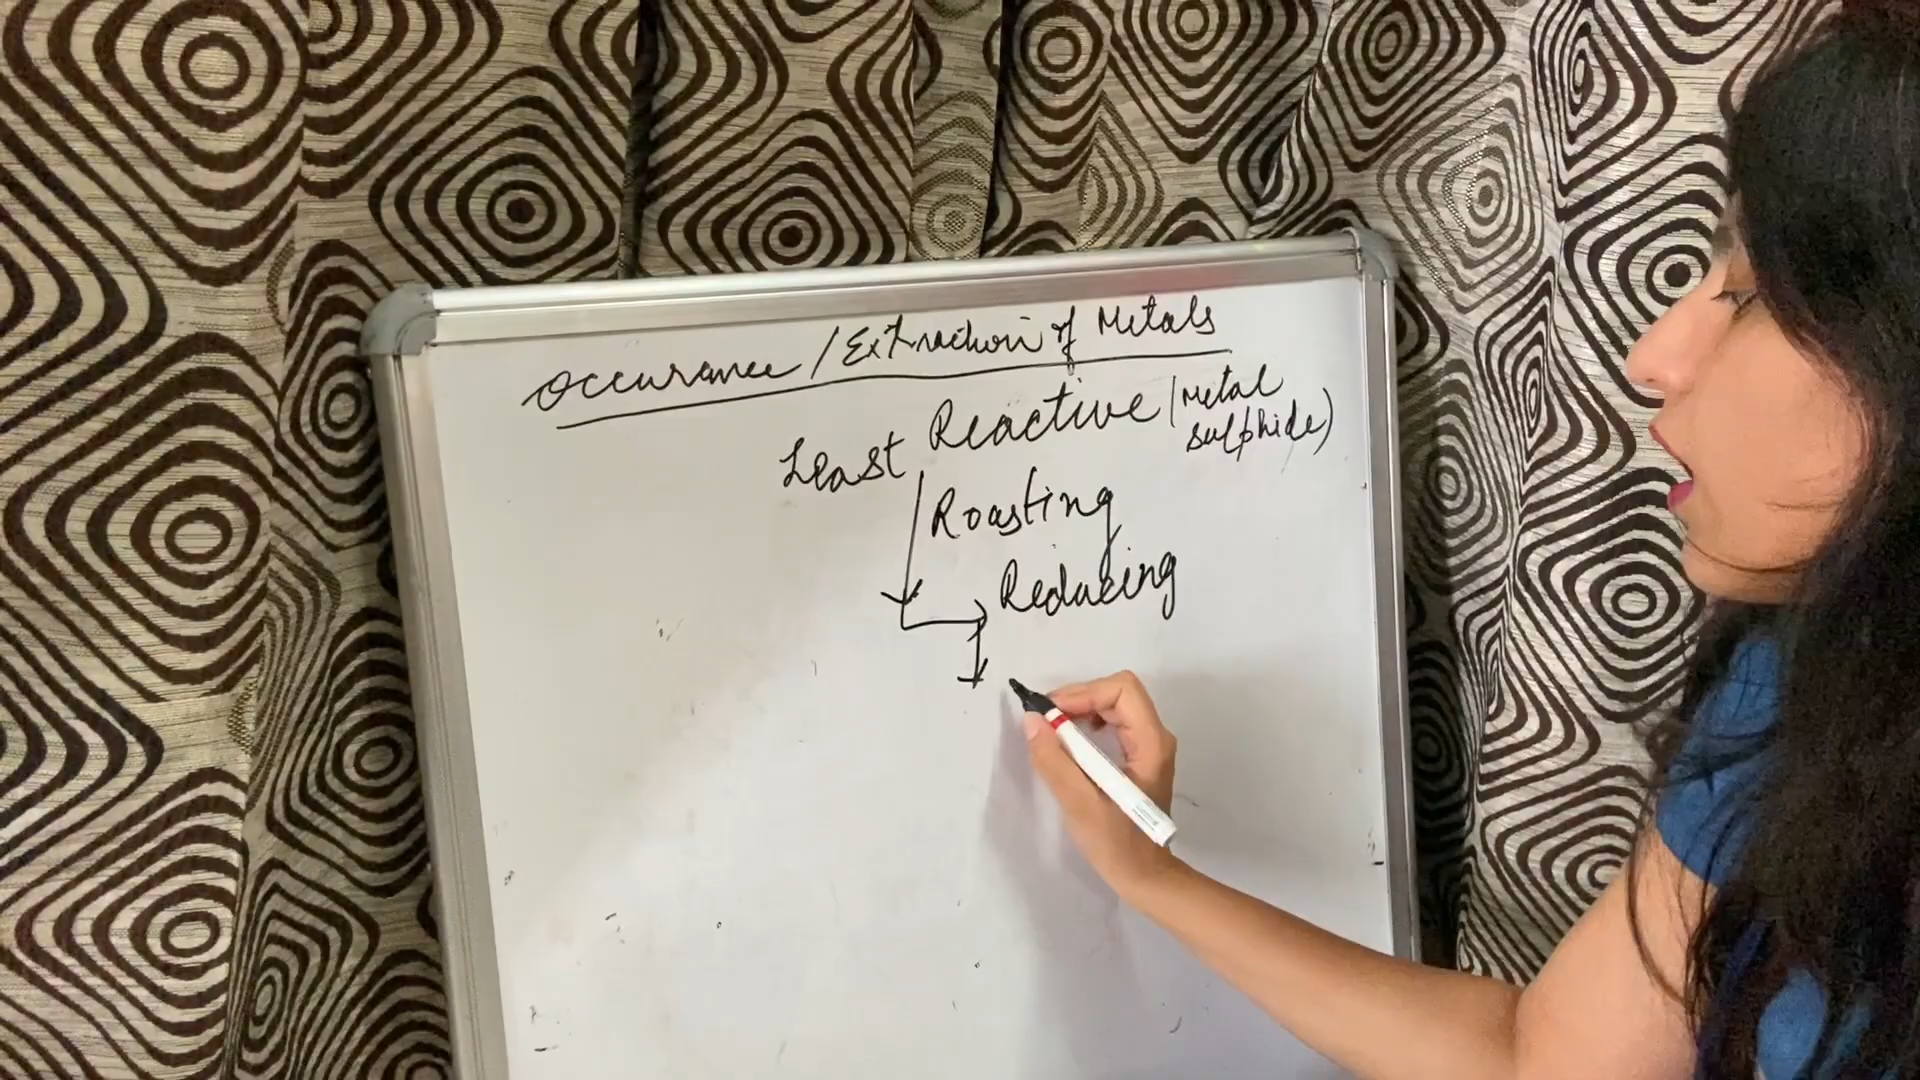 Occurance / Extraction of Metals
Least Reactive (Metal
sulphide)
Roasting
Reducing